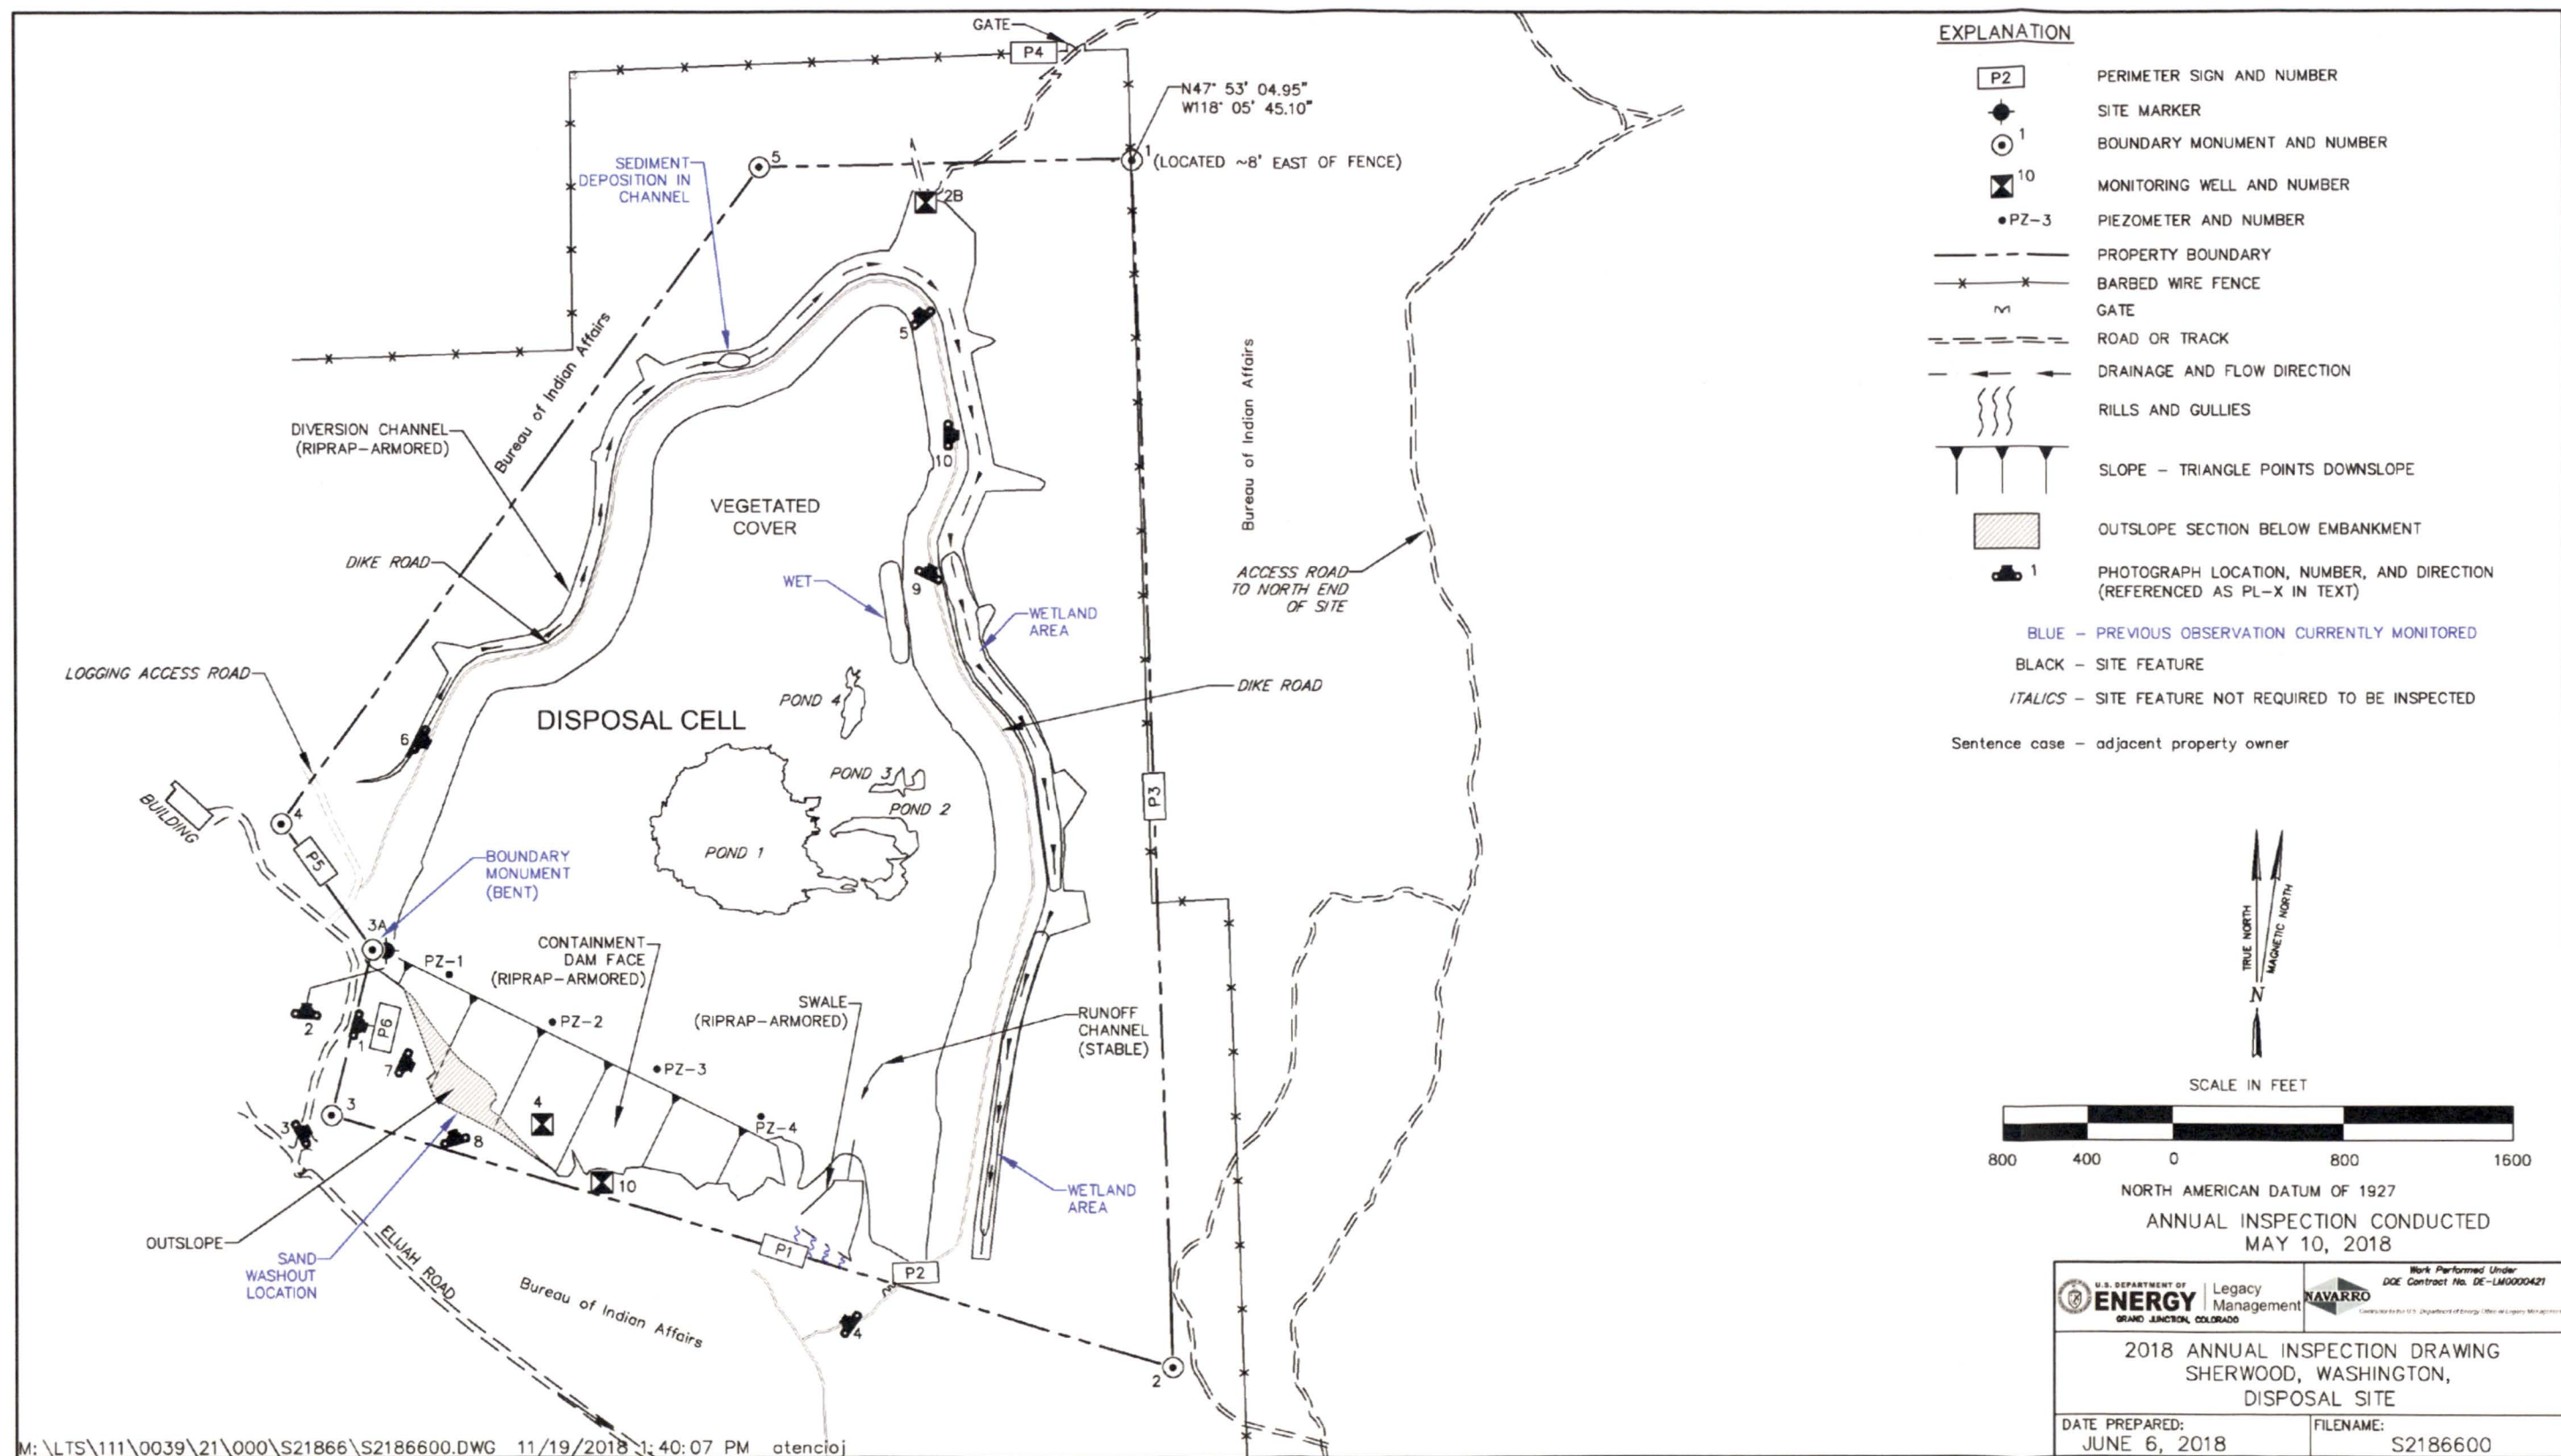 GATE
P4
N47° 53' 04.95"
W118° 05' 45.10"
1
(LOCATED ~8' EAST OF FENCE)
5
SEDIMENT
DEPOSITION IN
CHANNEL
2B
Bureau of Indian Affairs
5
Bureau of Indian Affairs
DIVERSION CHANNEL
(RIPRAP-ARMORED)
10
VEGETATED
COVER
DIKE ROAD
WET
9
WETLAND
AREA
ACCESS ROAD
TO NORTH END
OF SITE
LOGGING ACCESS ROAD
POND 4
DIKE ROAD
DISPOSAL CELL
6
POND 3
POND 2
P3
BUILDING
4
P5
POND 1
BOUNDARY
MONUMENT
(BENT)
3A
PZ-1
CONTAINMENT
DAM FACE
(RIPRAP-ARMORED)
2
1
P6
PZ-2
SWALE
(RIPRAP-ARMORED)
RUNOFF
CHANNEL
(STABLE)
7
PZ-3
3
3
4
PZ-4
8
10
WETLAND
AREA
OUTSLOPE
SAND
WASHOUT
LOCATION
ELIJAH ROAD
P1
P2
Bureau of Indian Affairs
4
2
M:\LTS\111\0039\21\000\S21866\S2186600.DWG 11/19/2018 1:40:07 PM atencioj
EXPLANATION
P2 PERIMETER SIGN AND NUMBER
SITE MARKER
1 BOUNDARY MONUMENT AND NUMBER
10 MONITORING WELL AND NUMBER
PZ-3 PIEZOMETER AND NUMBER
PROPERTY BOUNDARY
BARBED WIRE FENCE
GATE
ROAD OR TRACK
DRAINAGE AND FLOW DIRECTION
RILLS AND GULLIES
SLOPE - TRIANGLE POINTS DOWNSLOPE
OUTSLOPE SECTION BELOW EMBANKMENT
1 PHOTOGRAPH LOCATION, NUMBER, AND DIRECTION
(REFERENCED AS PL-X IN TEXT)
BLUE - PREVIOUS OBSERVATION CURRENTLY MONITORED
BLACK - SITE FEATURE
ITALICS - SITE FEATURE NOT REQUIRED TO BE INSPECTED
Sentence case - adjacent property owner
TRUE NORTH
MAGNETIC NORTH
N
SCALE IN FEET
800 400 0 800 1600
NORTH AMERICAN DATUM OF 1927
ANNUAL INSPECTION CONDUCTED
MAY 10, 2018
U.S. DEPARTMENT OF
ENERGY
Legacy
Management
GRAND JUNCTION, COLORADO
Work Performed Under
DOE Contract No. DE-LM0000421
NAVARRO
Contractor to the U.S. Department of Energy Office of Legacy Management
2018 ANNUAL INSPECTION DRAWING
SHERWOOD, WASHINGTON,
DISPOSAL SITE
DATE PREPARED:
JUNE 6, 2018
FILENAME:
S2186600